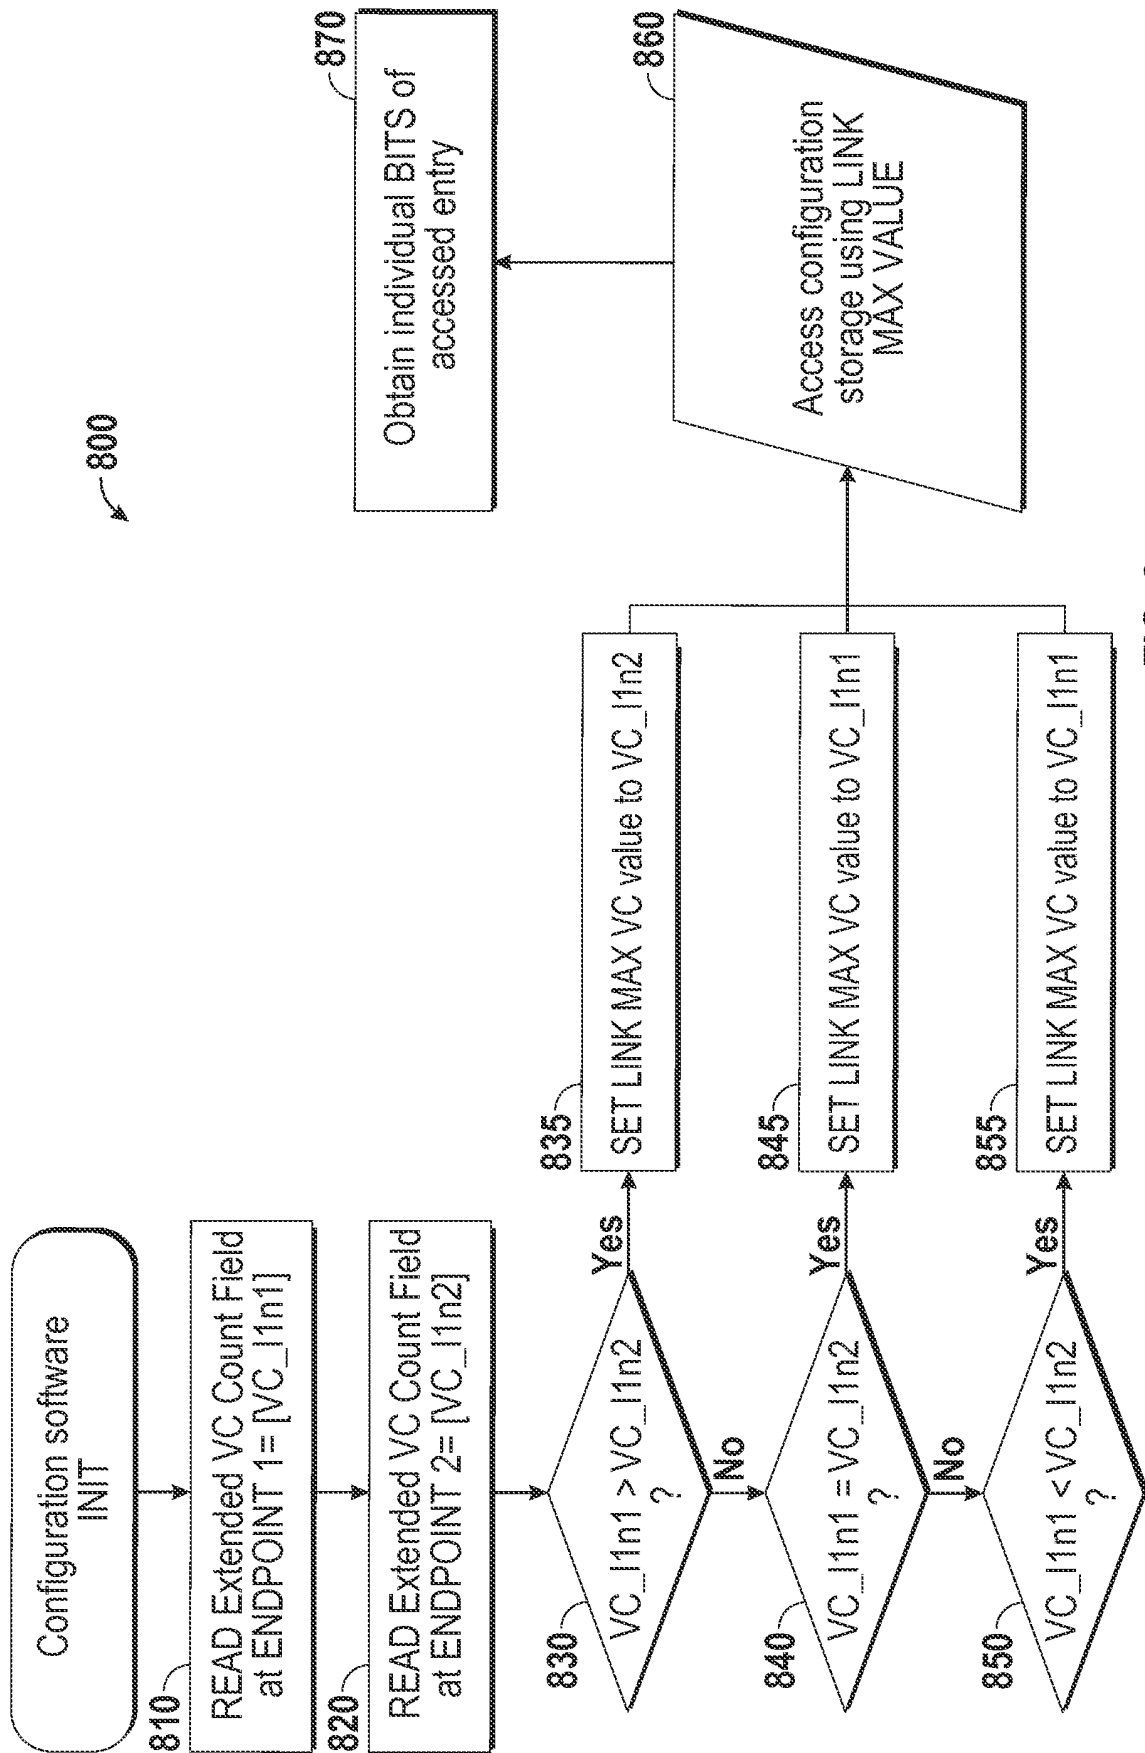 800
Configuration software
INIT
810
READ Extended VC Count Field
at ENDPOINT 1= [VC_l1n1]
820
READ Extended VC Count Field
at ENDPOINT 2= [VC_l1n2]
830
VC_l1n1 > VC_l1n2
?
Yes
No
835
SET LINK MAX VC value to VC_l1n2
840
VC_l1n1 = VC_l1n2
?
Yes
No
845
SET LINK MAX VC value to VC_l1n1
850
VC_l1n1 < VC_l1n2
?
Yes
855
SET LINK MAX VC value to VC_l1n1
860
Access configuration
storage using LINK
MAX VALUE
870
Obtain individual BITS of
accessed entry